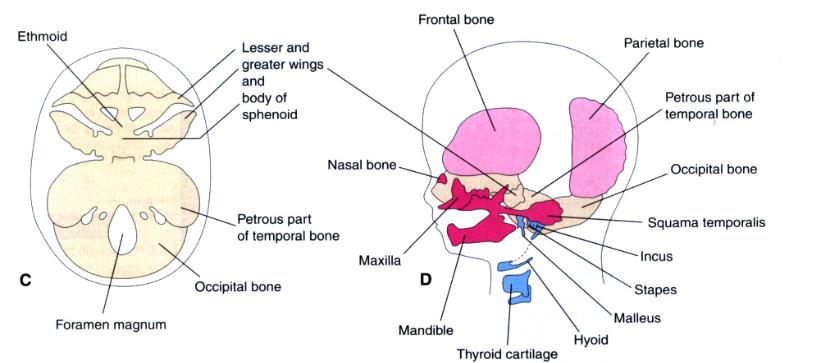 Ethmoid
Lesser and
greater wings
and
body of
sphenoid
Petrous part
of temporal bone
C
Occipital bone
Foramen magnum
Frontal bone
Parietal bone
Petrous part of
temporal bone
Nasal bone
Occipital bone
Squama temporalis
Maxilla
Incus
D
Stapes
Malleus
Mandible
Hyoid
Thyroid cartilage